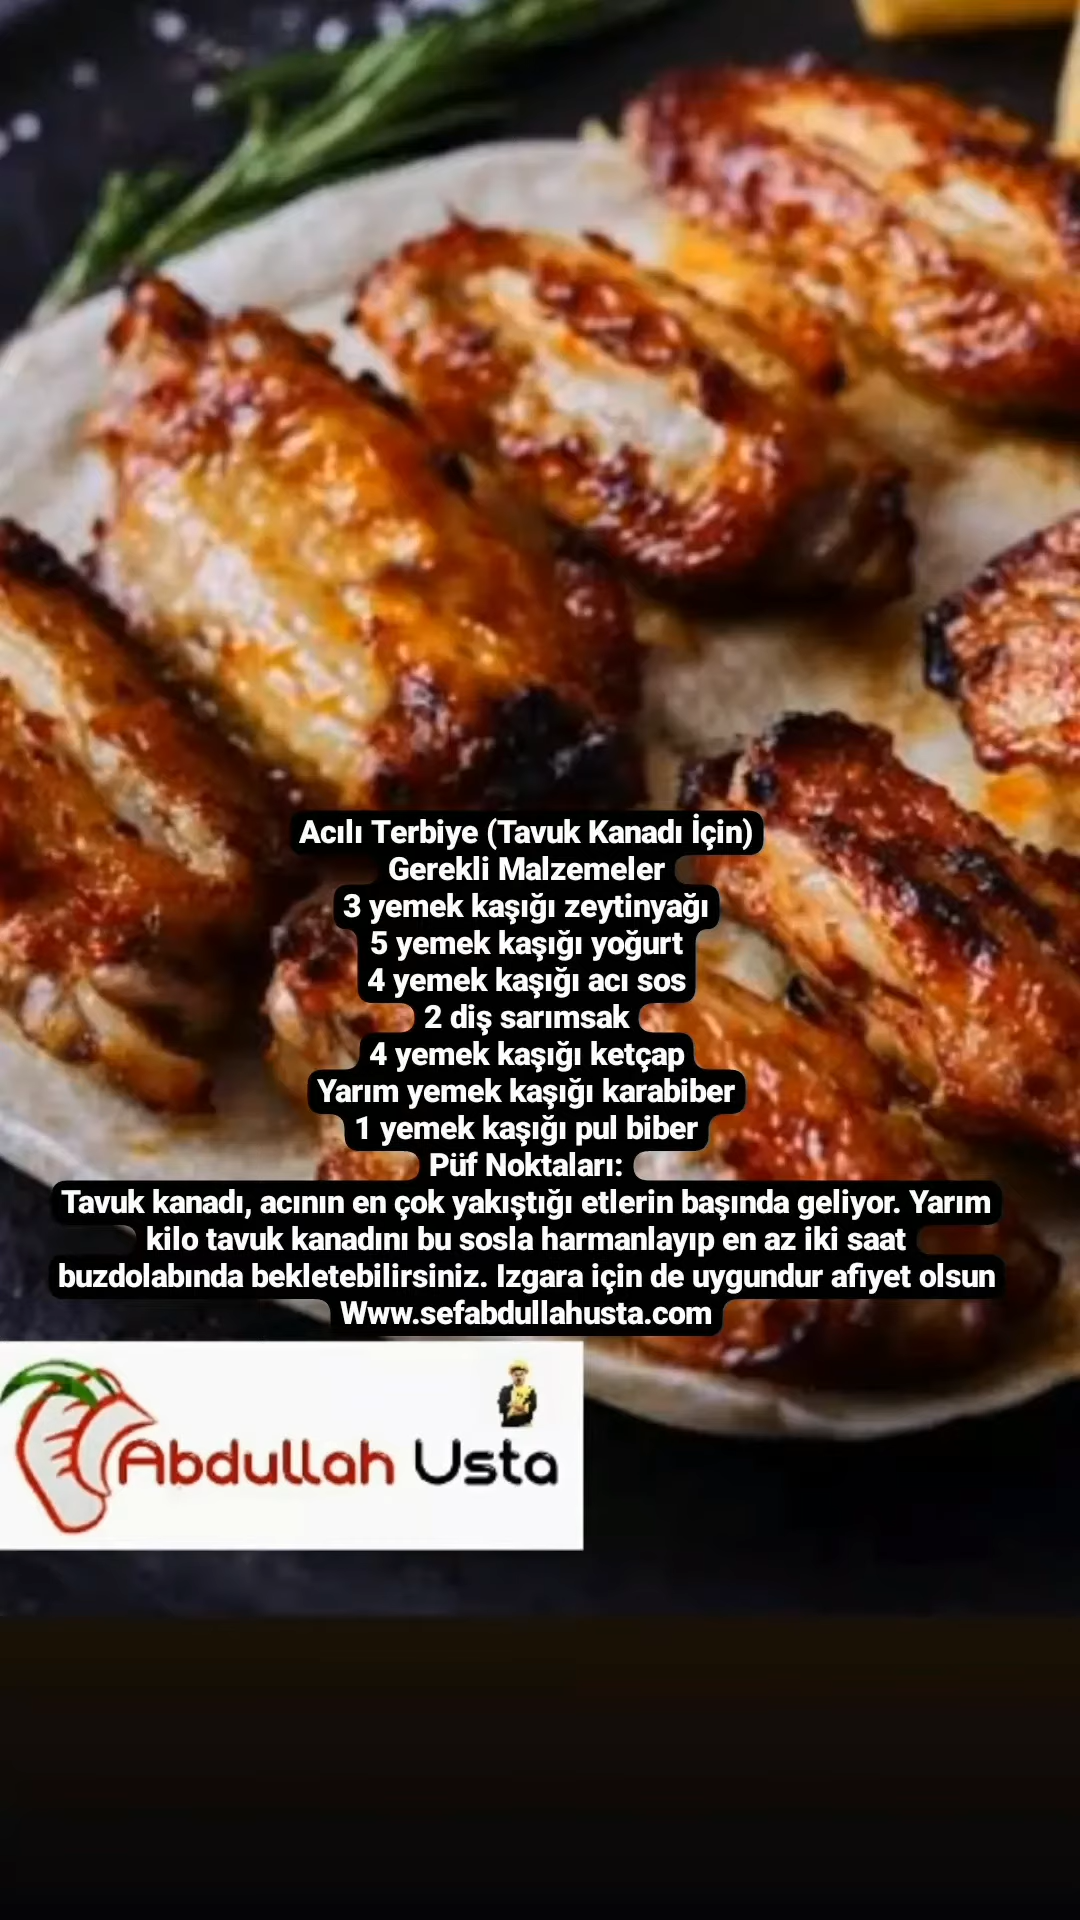 Acılı Terbiye (Tavuk Kanadı İçin)
Gerekli Malzemeler
3 yemek kaşığı zeytinyağı
5 yemek kaşığı yoğurt
4 yemek kaşığı acı sos
2 diş sarımsak
4 yemek kaşığı ketçap
Yarım yemek kaşığı karabiber
1 yemek kaşığı pul biber
Püf Noktaları:
Tavuk kanadı, acının en çok yakıştığı etlerin başında geliyor. Yarım
kilo tavuk kanadını bu sosla harmanlayıp en az iki saat
buzdolabında bekletebilirsiniz. Izgara için de uygundur afiyet olsun
Www.sefabdullahusta.com
Abdullah Usta